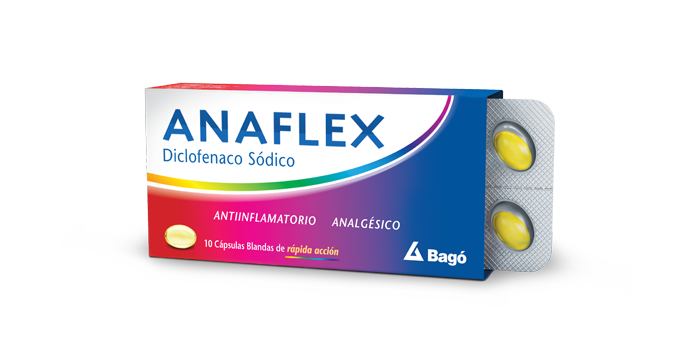 ANAFLEX
Diclofenaco Sódico
ANTIINFLAMATORIO ANALGÉSICO
10 Cápsulas Blandas de rápida acción
Bagó